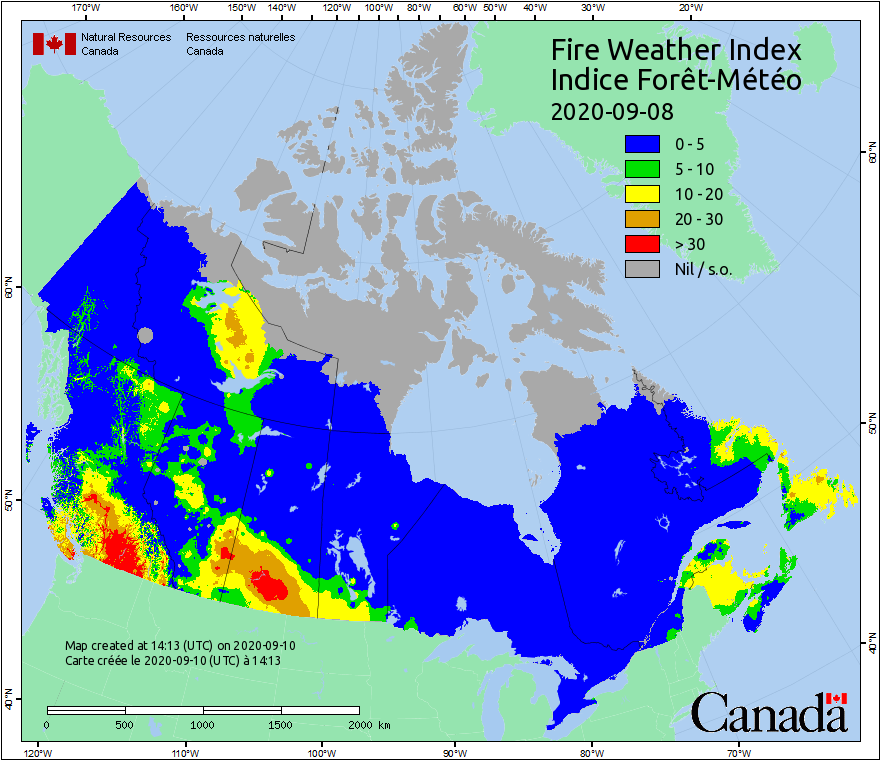 170°W 160°W 150°W 140°W 130°W 120°W 110°W 100°W 90°W 80°W 70°W 60°W 50°W 40°W 30°W 20°W
Natural Resources Canada
Ressources naturelles Canada
Fire Weather Index
Indice Forêt-Météo
2020-09-08
0 - 5
5 - 10
10 - 20
20 - 30
> 30
Nil / s.o.
60°N
60°N
50°N
50°N
40°N
40°N
Map created at 14:13 (UTC) on 2020-09-10
Carte créée le 2020-09-10 (UTC) à 14:13
0 500 1000 1500 2000 km
Canada
120°W 110°W 100°W 90°W 80°W 70°W